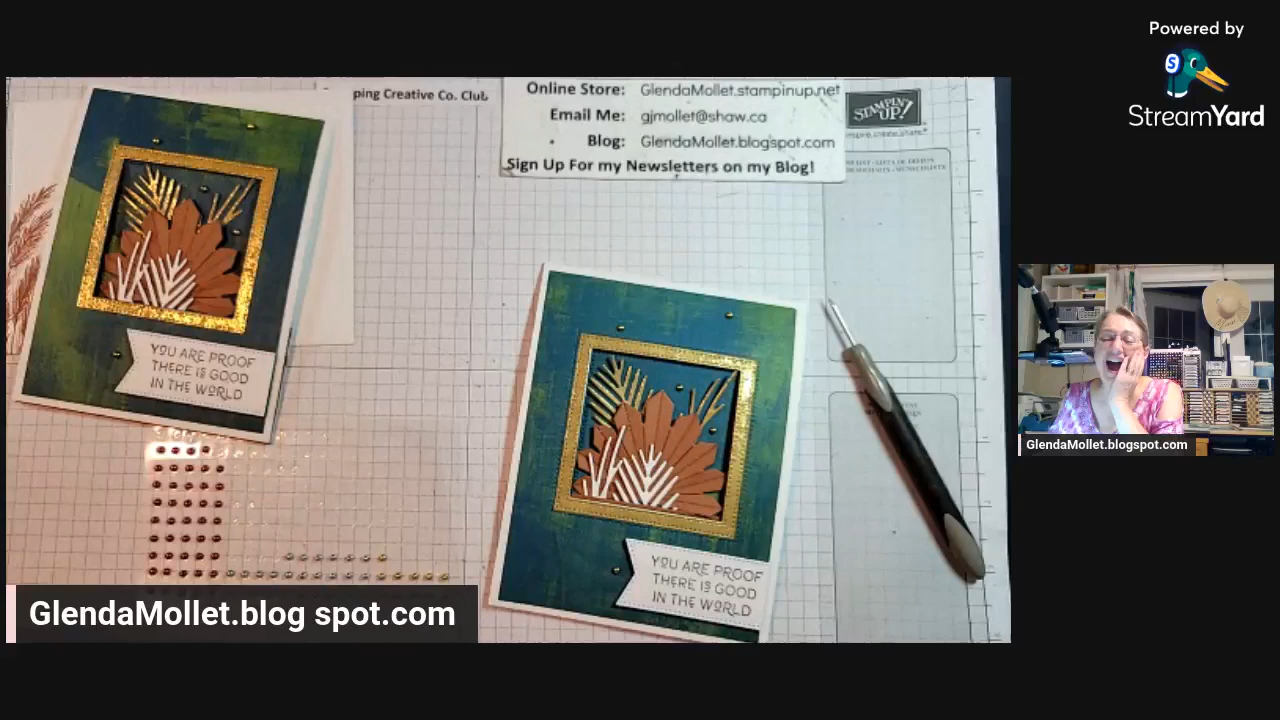 Powered by
StreamYard
ping Creative Co. Club
Online Store: GlendaMollet.stampinup.net
Email Me: gjmollet@shaw.ca
Blog: GlendaMollet.blogspot.com
Sign Up For my Newsletters on my Blog!
STAMPIN' UP!
YOU ARE PROOF
THERE IS GOOD
IN THE WORLD
YOU ARE PROOF
THERE IS GOOD
IN THE WORLD
GlendaMollet.blogspot.com
GlendaMollet.blog spot.com